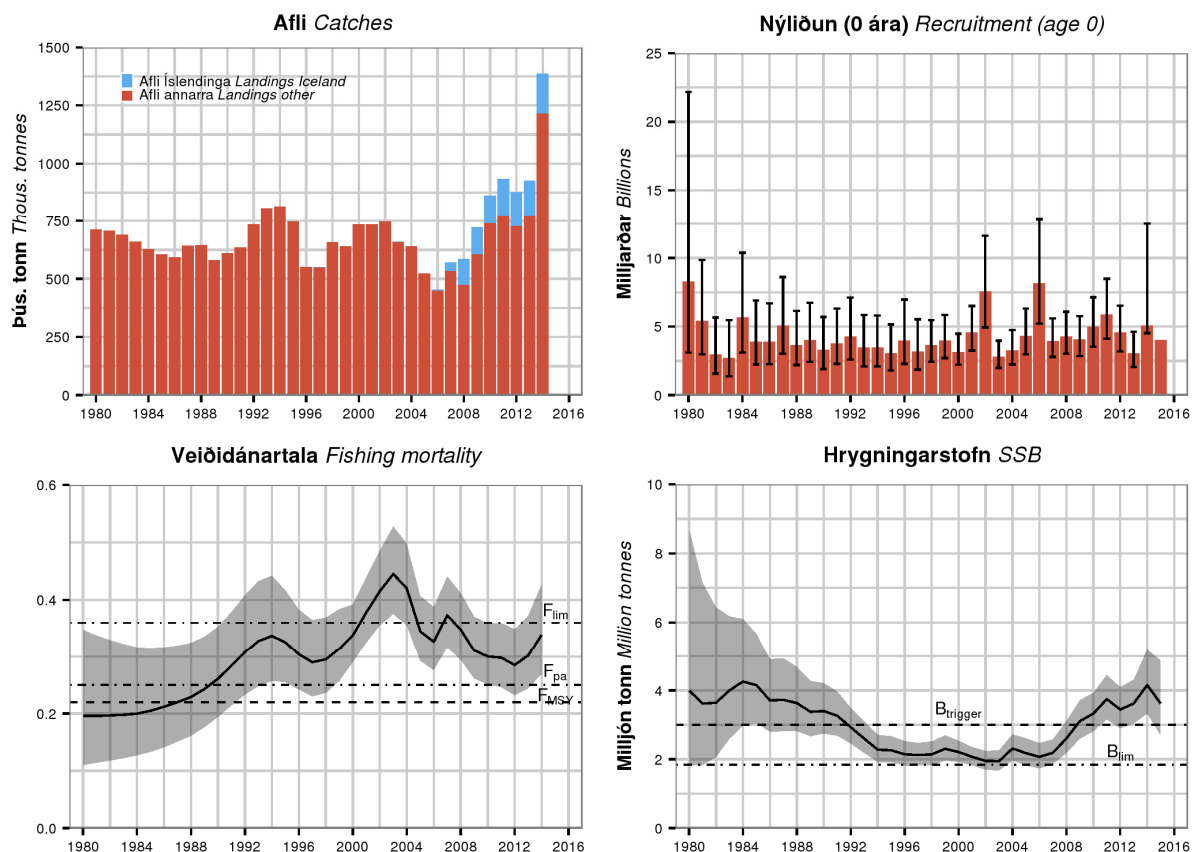 Afli Catches
Þús. tonn Thous. tonnes
1500
1250
1000
750
500
250
0
Afli Íslendinga Landings Iceland
Afli annarra Landings other
1980 1984 1988 1992 1996 2000 2004 2008 2012 2016
Nýliðun (0 ára) Recruitment (age 0)
Milljarðar Billions
25
20
15
10
5
0
1980 1984 1988 1992 1996 2000 2004 2008 2012 2016
Veiðidánartala Fishing mortality
0.6
0.4
0.2
0.0
Flim
Fpa
FMSY
1980 1984 1988 1992 1996 2000 2004 2008 2012 2016
Hrygningarstofn SSB
Milljón tonn Million tonnes
10
8
6
4
2
0
Btrigger
Blim
1980 1984 1988 1992 1996 2000 2004 2008 2012 2016